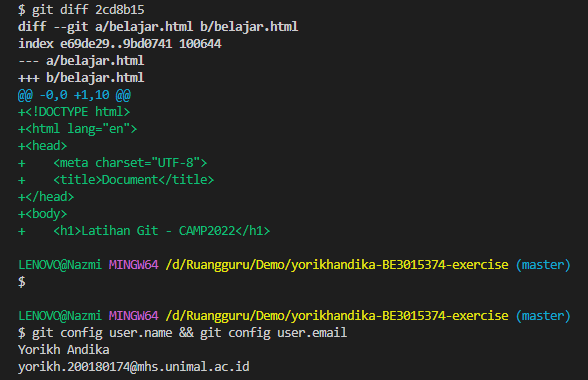 $ git diff 2cd8b15
diff --git a/belajar.html b/belajar.html
index e69de29..9bd0741 100644
--- a/belajar.html
+++ b/belajar.html
@@ -0,0 +1,10 @@
+<!DOCTYPE html>
+<html lang="en">
+<head>
+    <meta charset="UTF-8">
+    <title>Document</title>
+</head>
+<body>
+    <h1>Latihan Git - CAMP2022</h1>
LENOVO@Nazmi MINGW64 /d/Ruangguru/Demo/yorikhandika-BE3015374-exercise (master)
$
LENOVO@Nazmi MINGW64 /d/Ruangguru/Demo/yorikhandika-BE3015374-exercise (master)
$ git config user.name && git config user.email
Yorikh Andika
yorikh.200180174@mhs.unimal.ac.id